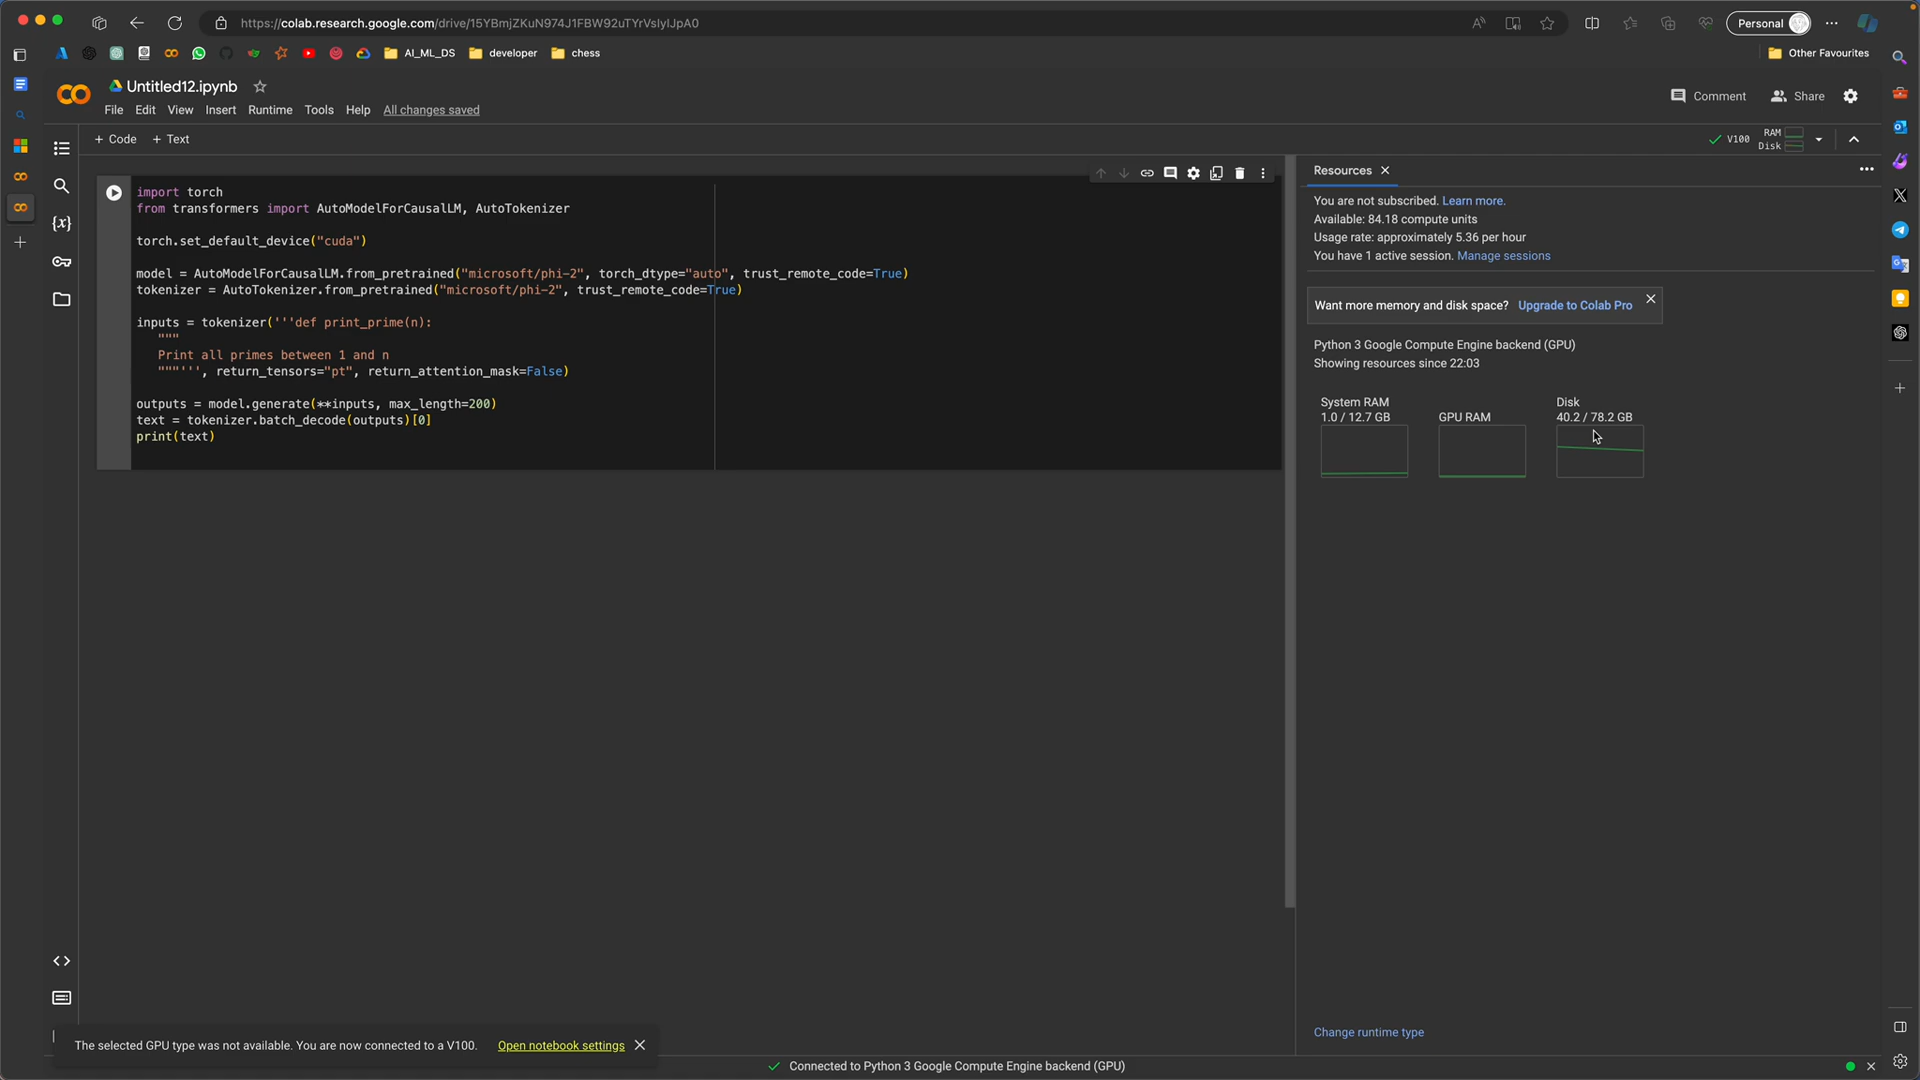 https://colab.research.google.com/drive/15YBmjZKuN974J1FBW92uTYrVslyIJpA0
Personal
AI_ML_DS
developer
chess
Other Favourites
Untitled12.ipynb
File Edit View Insert Runtime Tools Help All changes saved
Comment
Share
+ Code + Text
V100
RAM
Disk
import torch
from transformers import AutoModelForCausalLM, AutoTokenizer
torch.set_default_device("cuda")
model = AutoModelForCausalLM.from_pretrained("microsoft/phi-2", torch_dtype="auto", trust_remote_code=True)
tokenizer = AutoTokenizer.from_pretrained("microsoft/phi-2", trust_remote_code=True)
inputs = tokenizer('''def print_prime(n):
"""
Print all primes between 1 and n
"""''', return_tensors="pt", return_attention_mask=False)
outputs = model.generate(**inputs, max_length=200)
text = tokenizer.batch_decode(outputs)[0]
print(text)
Resources
You are not subscribed. Learn more.
Available: 84.18 compute units
Usage rate: approximately 5.36 per hour
You have 1 active session. Manage sessions
Want more memory and disk space? Upgrade to Colab Pro
Python 3 Google Compute Engine backend (GPU)
Showing resources since 22:03
System RAM
1.0 / 12.7 GB
GPU RAM
Disk
40.2 / 78.2 GB
Change runtime type
The selected GPU type was not available. You are now connected to a V100. Open notebook settings
Connected to Python 3 Google Compute Engine backend (GPU)